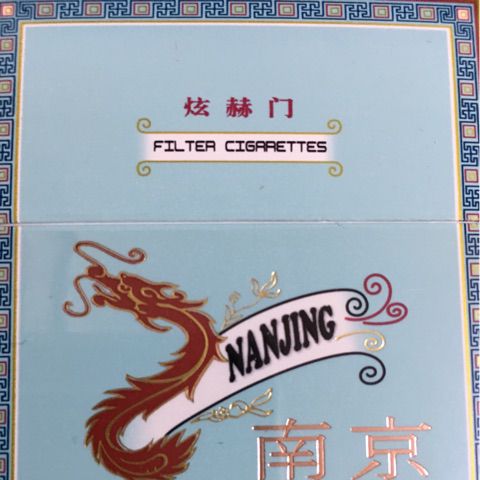 炫赫门
FILTER CIGARETTES
NANJING
南京